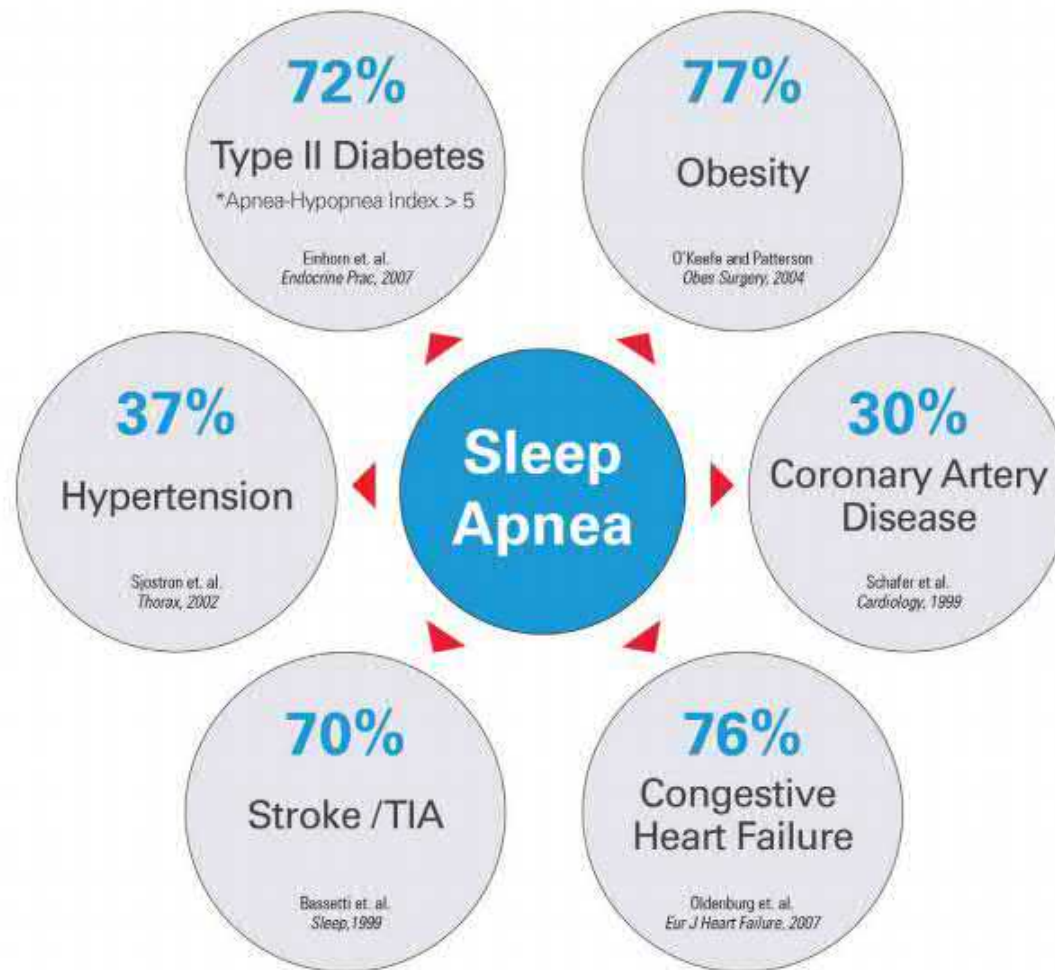 72%
Type II Diabetes
*Apnea-Hypopnea Index > 5
Einhorn et. al.
Endocrine Prac, 2007
77%
Obesity
O'Keefe and Patterson
Obes Surgery, 2004
37%
Hypertension
Sjostron et. al.
Thorax, 2002
Sleep
Apnea
30%
Coronary Artery
Disease
Schafer et al.
Cardiology, 1999
70%
Stroke /TIA
Bassetti et. al.
Sleep,1999
76%
Congestive
Heart Failure
Oldenburg et. al.
Eur J Heart Failure, 2007